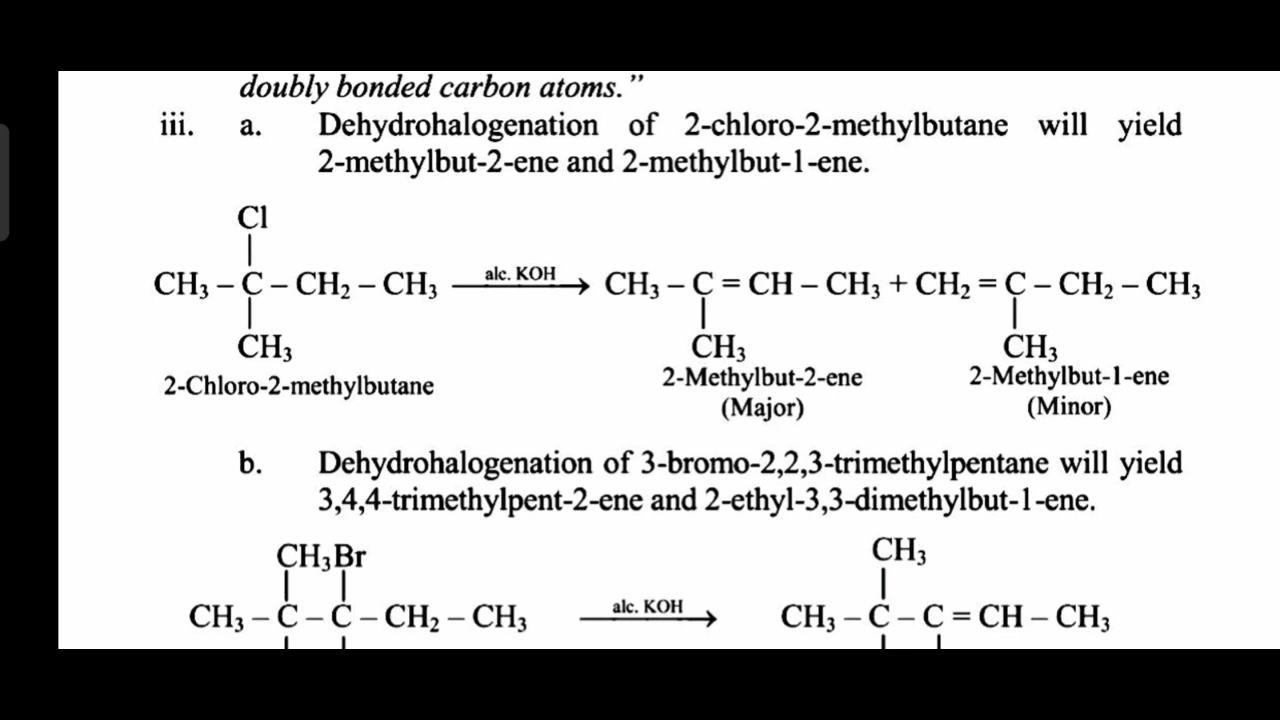 doubly bonded carbon atoms.”
iii. a. Dehydrohalogenation of 2-chloro-2-methylbutane will yield
2-methylbut-2-ene and 2-methylbut-1-ene.
Cl
CH₃ – C – CH₂ – CH₃ alc. KOH → CH₃ – C = CH – CH₃ + CH₂ = C – CH₂ – CH₃
CH₃ CH₃ CH₃
2-Chloro-2-methylbutane 2-Methylbut-2-ene 2-Methylbut-1-ene
(Major) (Minor)
b. Dehydrohalogenation of 3-bromo-2,2,3-trimethylpentane will yield
3,4,4-trimethylpent-2-ene and 2-ethyl-3,3-dimethylbut-1-ene.
CH₃ Br CH₃
CH₃ – C – C – CH₂ – CH₃ alc. KOH → CH₃ – C – C = CH – CH₃